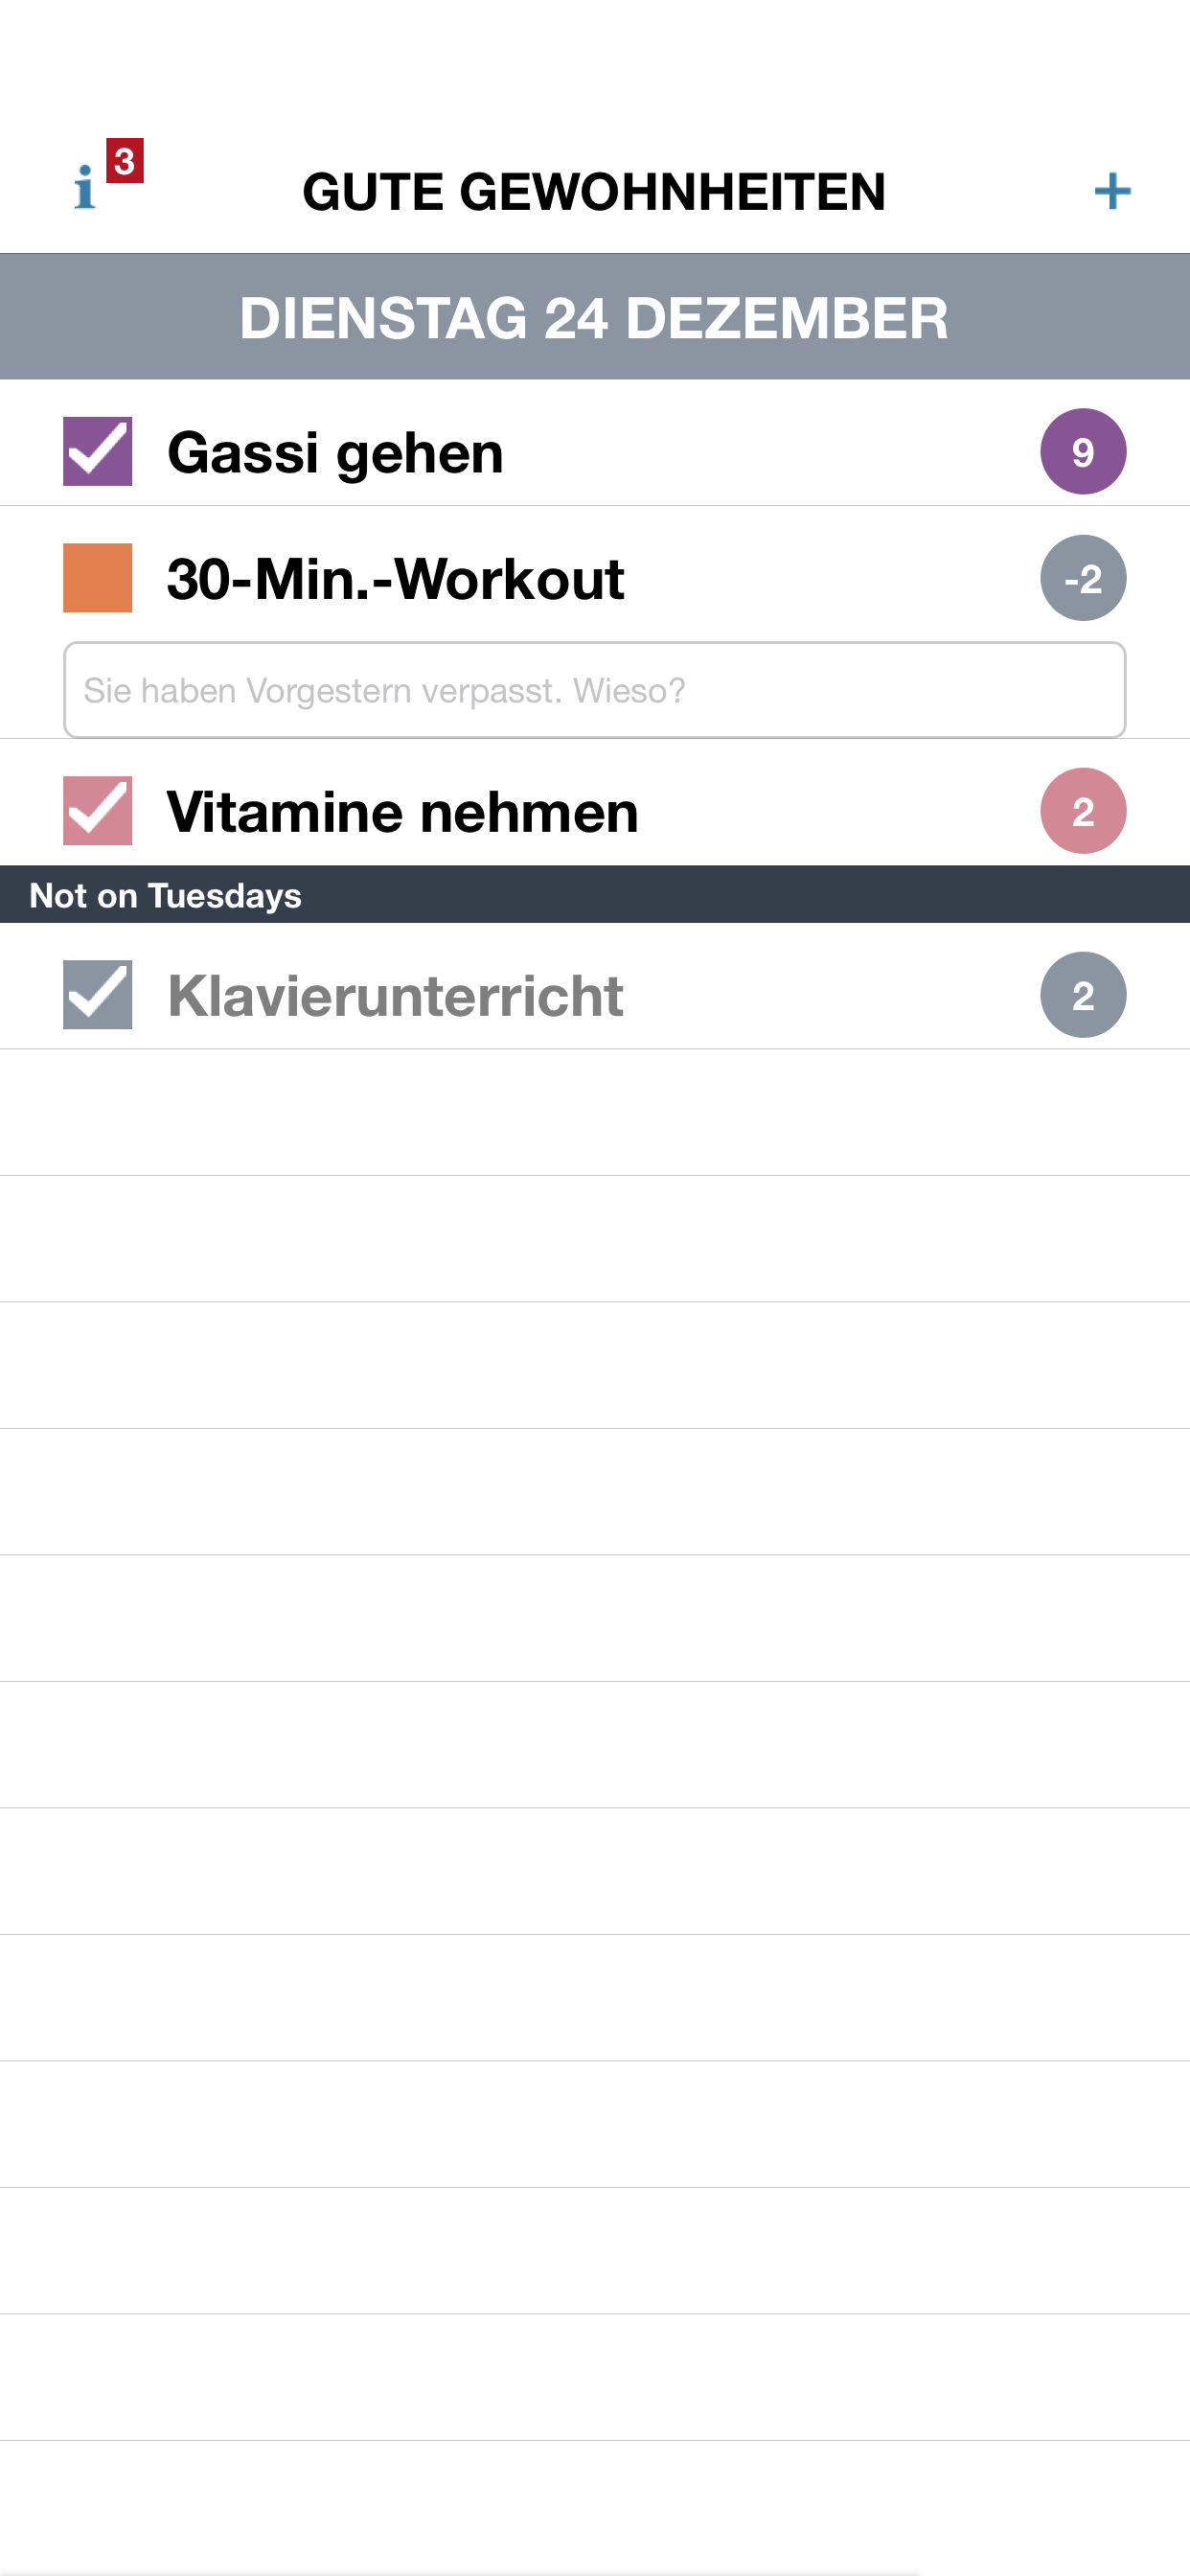 3
GUTE GEWOHNHEITEN
+
DIENSTAG 24 DEZEMBER
Gassi gehen 9
30-Min.-Workout -2
Sie haben Vorgestern verpasst. Wieso?
Vitamine nehmen 2
Not on Tuesdays
Klavierunterricht 2